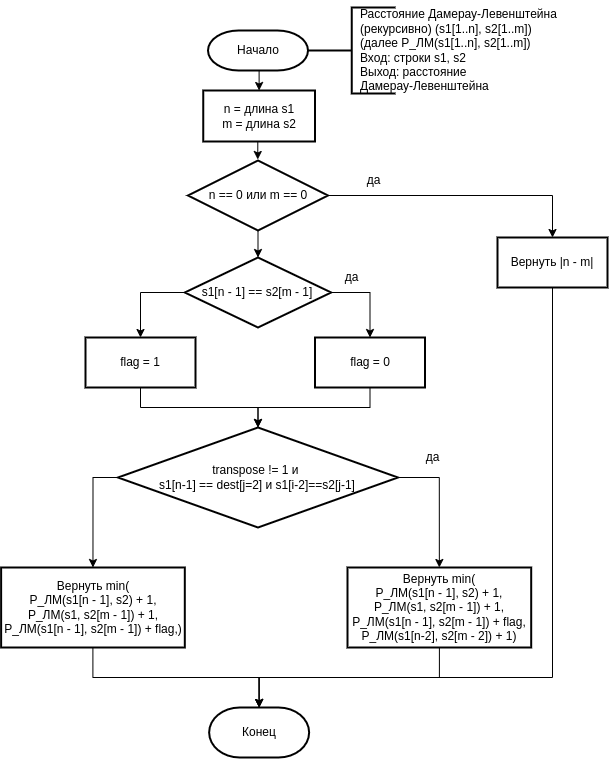 Расстояние Дамерау-Левенштейна
(рекурсивно) (s1[1..n], s2[1..m])
(далее Р_ЛМ(s1[1..n], s2[1..m])
Вход: строки s1, s2
Выход: расстояние
Дамерау-Левенштейна
Начало
n = длина s1
m = длина s2
n == 0 или m == 0
да
Вернуть |n - m|
s1[n - 1] == s2[m - 1]
да
flag = 1
flag = 0
transpose != 1 и
s1[n-1] == dest[j=2] и s1[i-2]==s2[j-1]
да
Вернуть min(
Р_ЛМ(s1[n - 1], s2) + 1,
Р_ЛМ(s1, s2[m - 1]) + 1,
Р_ЛМ(s1[n - 1], s2[m - 1]) + flag,)
Вернуть min(
Р_ЛМ(s1[n - 1], s2) + 1,
Р_ЛМ(s1, s2[m - 1]) + 1,
Р_ЛМ(s1[n - 1], s2[m - 1]) + flag,
Р_ЛМ(s1[n-2], s2[m - 2]) + 1)
Конец